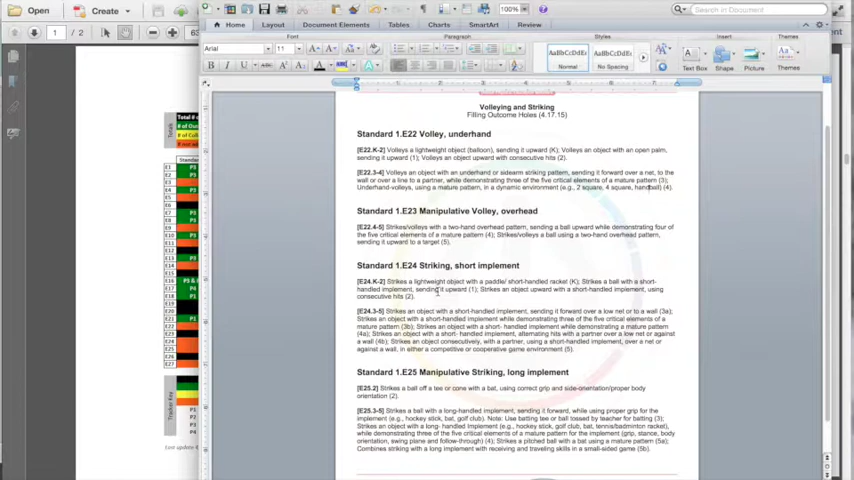 Open
Create
1 / 2
100%
Search in Document
Home
Layout
Document Elements
Tables
Charts
SmartArt
Review
Font
Paragraph
Styles
Insert
Themes
Arial
11
AaBbCcDdEe
AaBbCcDdEe
Normal
No Spacing
Text Box
Shape
Picture
Themes
Totals
Standard
E1
P3
E2
E3
E4
E5
E6
E7
Tracker Key
P1
P2
P3
P4
Volleying and Striking
Filling Outcome Holes (4.17.15)
Standard 1.E22 Volley, underhand
[E22.K-2] Volleys a lightweight object (balloon), sending it upward (K); Volleys an object with an open palm,
sending it upward (1); Volleys an object upward with consecutive hits (2).
[E22.3-4] Volleys an object with an underhand or sidearm striking pattern, sending it forward over a net, to the
wall or over a line to a partner, while demonstrating three of the five critical elements of a mature pattern (3);
Underhand-volleys, using a mature pattern, in a dynamic environment (e.g., 2 square, 4 square, handball) (4).
Standard 1.E23 Manipulative Volley, overhead
[E22.4-5] Strikes/volleys with a two-hand overhead pattern, sending a ball upward while demonstrating four of
the five critical elements of a mature pattern (4); Strikes/volleys a ball using a two-hand overhead pattern,
sending it upward to a target (5).
Standard 1.E24 Striking, short implement
[E24.K-2] Strikes a lightweight object with a paddle/ short-handled racket (K); Strikes a ball with a short-
handled implement, sending it upward (1); Strikes an object upward with a short-handled implement, using
consecutive hits (2).
[E24.3-5] Strikes an object with a short-handled implement, sending it forward over a low net or to a wall (3a);
Strikes an object with a short-handled implement while demonstrating three of the five critical elements of a
mature pattern (3b); Strikes an object with a short- handled implement while demonstrating a mature pattern
(4a); Strikes an object with a short- handled implement, alternating hits with a partner over a low net or against
a wall (4b); Strikes an object consecutively, with a partner, using a short-handled implement, over a net or
against a wall, in either a competitive or cooperative game environment (5).
Standard 1.E25 Manipulative Striking, long implement
[E25.2] Strikes a ball off a tee or cone with a bat, using correct grip and side-orientation/proper body
orientation (2).
[E25.3-5] Strikes a ball with a long-handled implement, sending it forward, while using proper grip for the
implement (e.g., hockey stick, bat, golf club). Note: Use batting tee or ball tossed by teacher for batting (3);
Strikes an object with a long- handled implement (e.g., hockey stick, golf club, bat, tennis/badminton racket),
while demonstrating three of the five critical elements of a mature pattern for the implement (grip, stance, body
orientation, swing plane and follow-through) (4); Strikes a pitched ball with a bat using a mature pattern (5a);
Combines striking with a long implement with receiving and traveling skills in a small-sided game (5b).